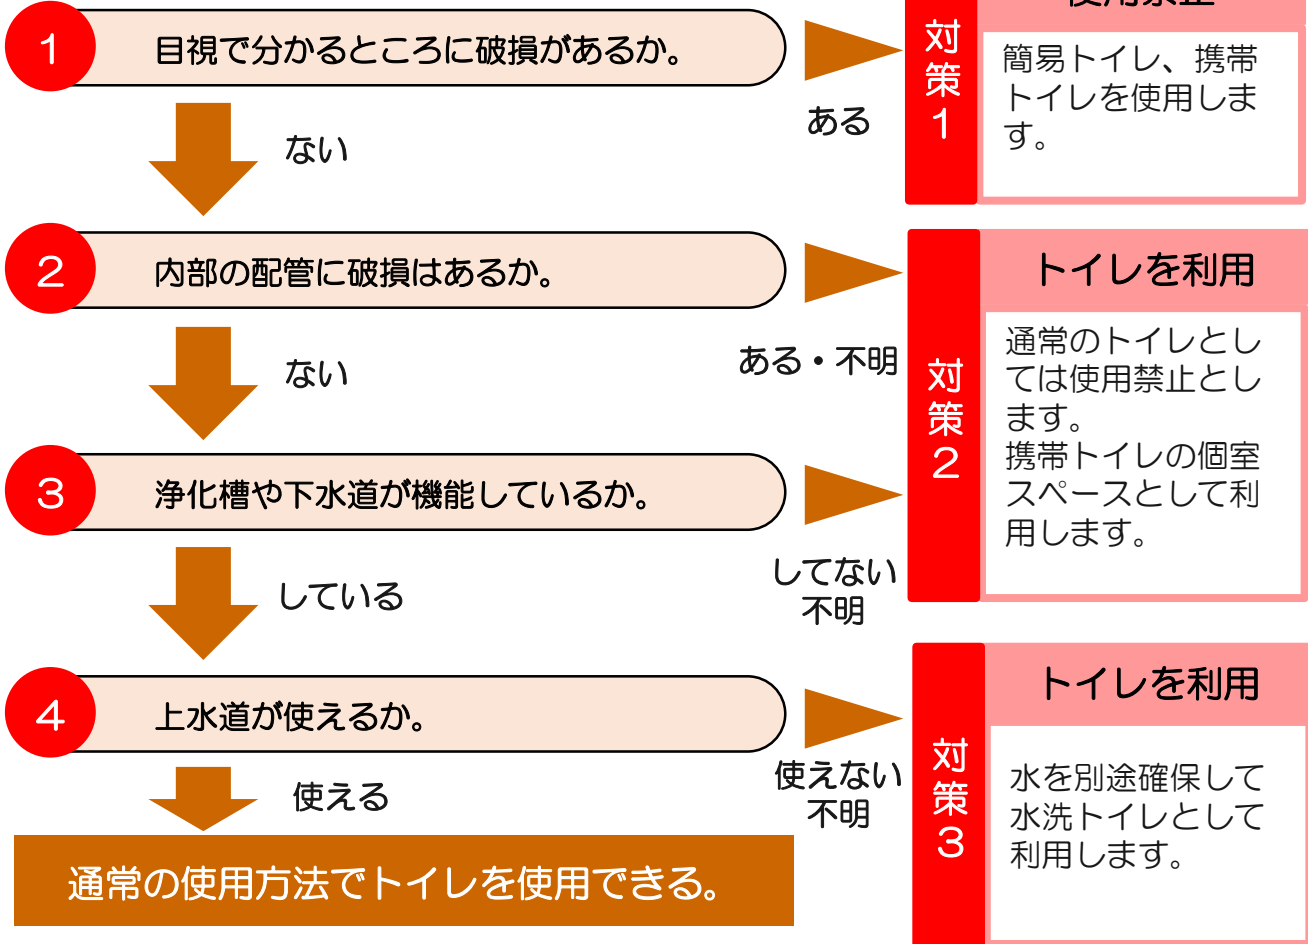 1
目視で分かるところに破損があるか。
ある
対策1
簡易トイレ、携帯
トイレを使用しま
す。
ない
2
内部の配管に破損はあるか。
ある・不明
対策2
トイレを利用
通常のトイレとし
ては使用禁止とし
ます。
携帯トイレの個室
スペースとして利
用します。
ない
3
浄化槽や下水道が機能しているか。
してない
不明
している
4
上水道が使えるか。
使えない
不明
対策3
トイレを利用
水を別途確保して
水洗トイレとして
利用します。
使える
通常の使用方法でトイレを使用できる。